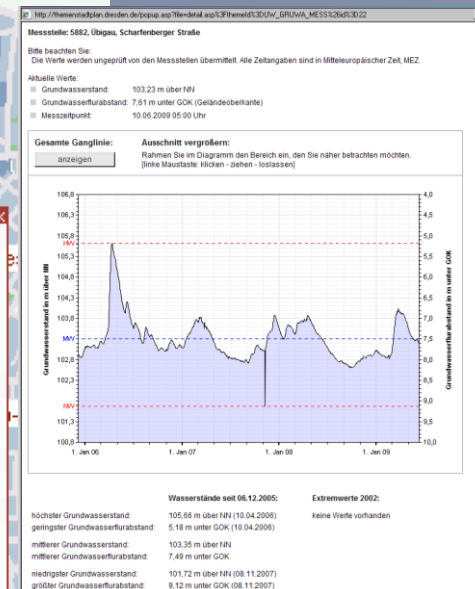 http://themenstadtplan.dresden.de/popup.asp?file=detail.asp%3FthemeId%3DUW_GRUWA_MESS%26id%3D22
Messstelle: 5882, Übigau, Scharfenberger Straße
Bitte beachten Sie:
Die Werte werden ungeprüft von den Messstellen übermittelt. Alle Zeitangaben sind in Mitteleuropäischer Zeit, MEZ.
Aktuelle Werte:
Grundwasserstand: 103,23 m über NN
Grundwasserflurabstand: 7,61 m unter GOK (Geländeoberkante)
Messzeitpunkt: 10.06.2009 05:00 Uhr
Gesamte Ganglinie: Ausschnitt vergrößern:
anzeigen Rahmen Sie im Diagramm den Bereich ein, den Sie näher betrachten möchten.
[linke Maustaste: klicken - ziehen - loslassen]
106,8 4,0
106,3 4,5
105,8 5,0
HW
105,3 5,5
104,8 6,0
104,3 6,5
103,8 7,0
MW 7,5
102,8 8,0
102,3 8,5
NW 9,0
101,3 9,5
100,8 10,0
Grundwasserstand in m über NN
Grundwasserflurabstand in m unter GOK
1. Jan 06 1. Jan 07 1. Jan 08 1. Jan 09
Wasserstände seit 06.12.2005: Extremwerte 2002:
höchster Grundwasserstand: 105,66 m über NN (10.04.2006) keine Werte vorhanden
geringster Grundwasserflurabstand: 5,18 m unter GOK (10.04.2006)
mittlerer Grundwasserstand: 103,35 m über NN
mittlerer Grundwasserflurabstand: 7,49 m unter GOK
niedrigster Grundwasserstand: 101,72 m über NN (08.11.2007)
größter Grundwasserflurabstand: 9,12 m unter GOK (08.11.2007)